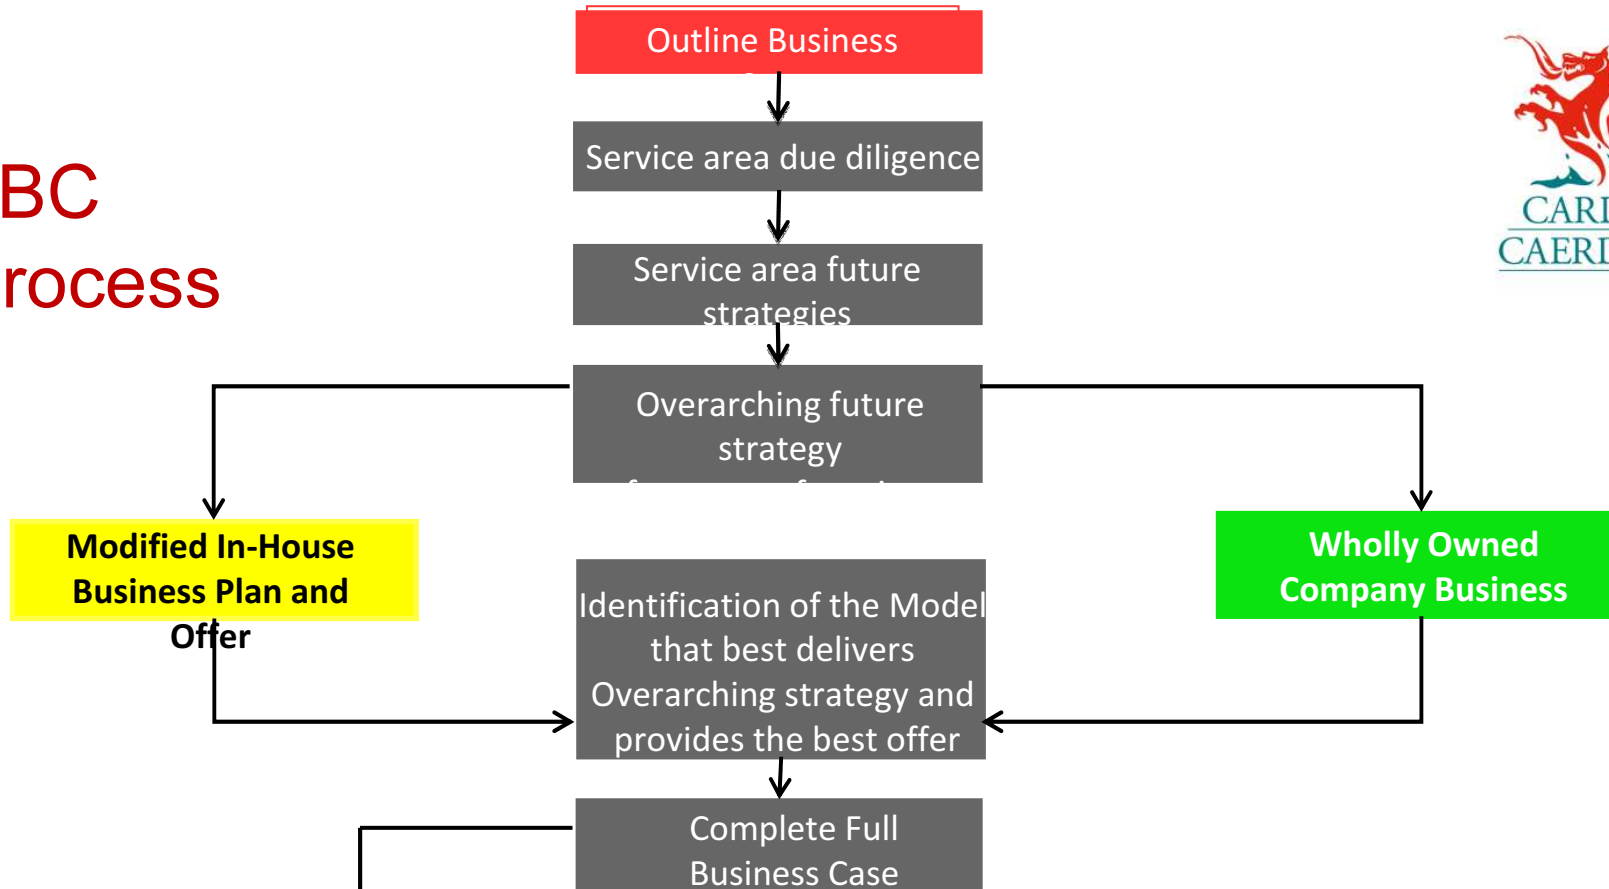 BC
rocess
Outline Business
Service area due diligence
Service area future
strategies
Overarching future
strategy
Modified In-House
Business Plan and
Offer
Wholly Owned
Company Business
Identification of the Model
that best delivers
Overarching strategy and
provides the best offer
Complete Full
Business Case
CARD
CAERD